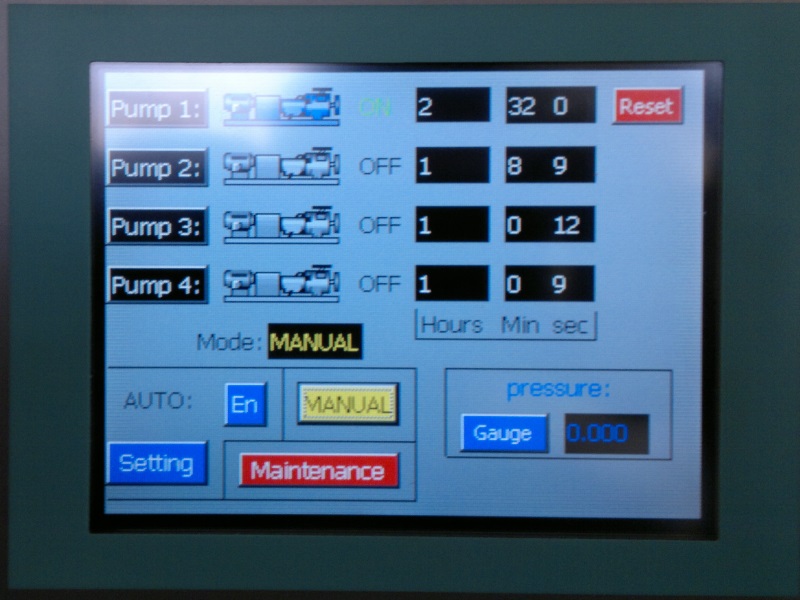 Pump 1: ON 2 32 0 Reset
Pump 2: OFF 1 8 9
Pump 3: OFF 1 0 12
Pump 4: OFF 1 0 9
Hours Min sec
Mode: MANUAL
pressure:
AUTO: En MANUAL
Gauge 0.000
Setting Maintenance